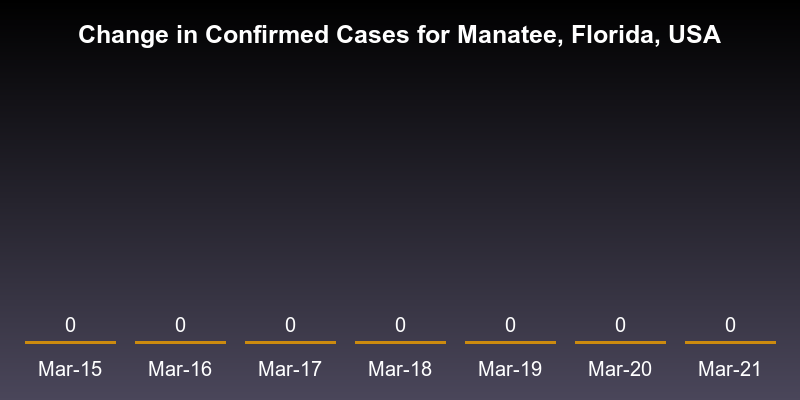 Change in Confirmed Cases for Manatee, Florida, USA
0 0 0 0 0 0 0
Mar-15 Mar-16 Mar-17 Mar-18 Mar-19 Mar-20 Mar-21